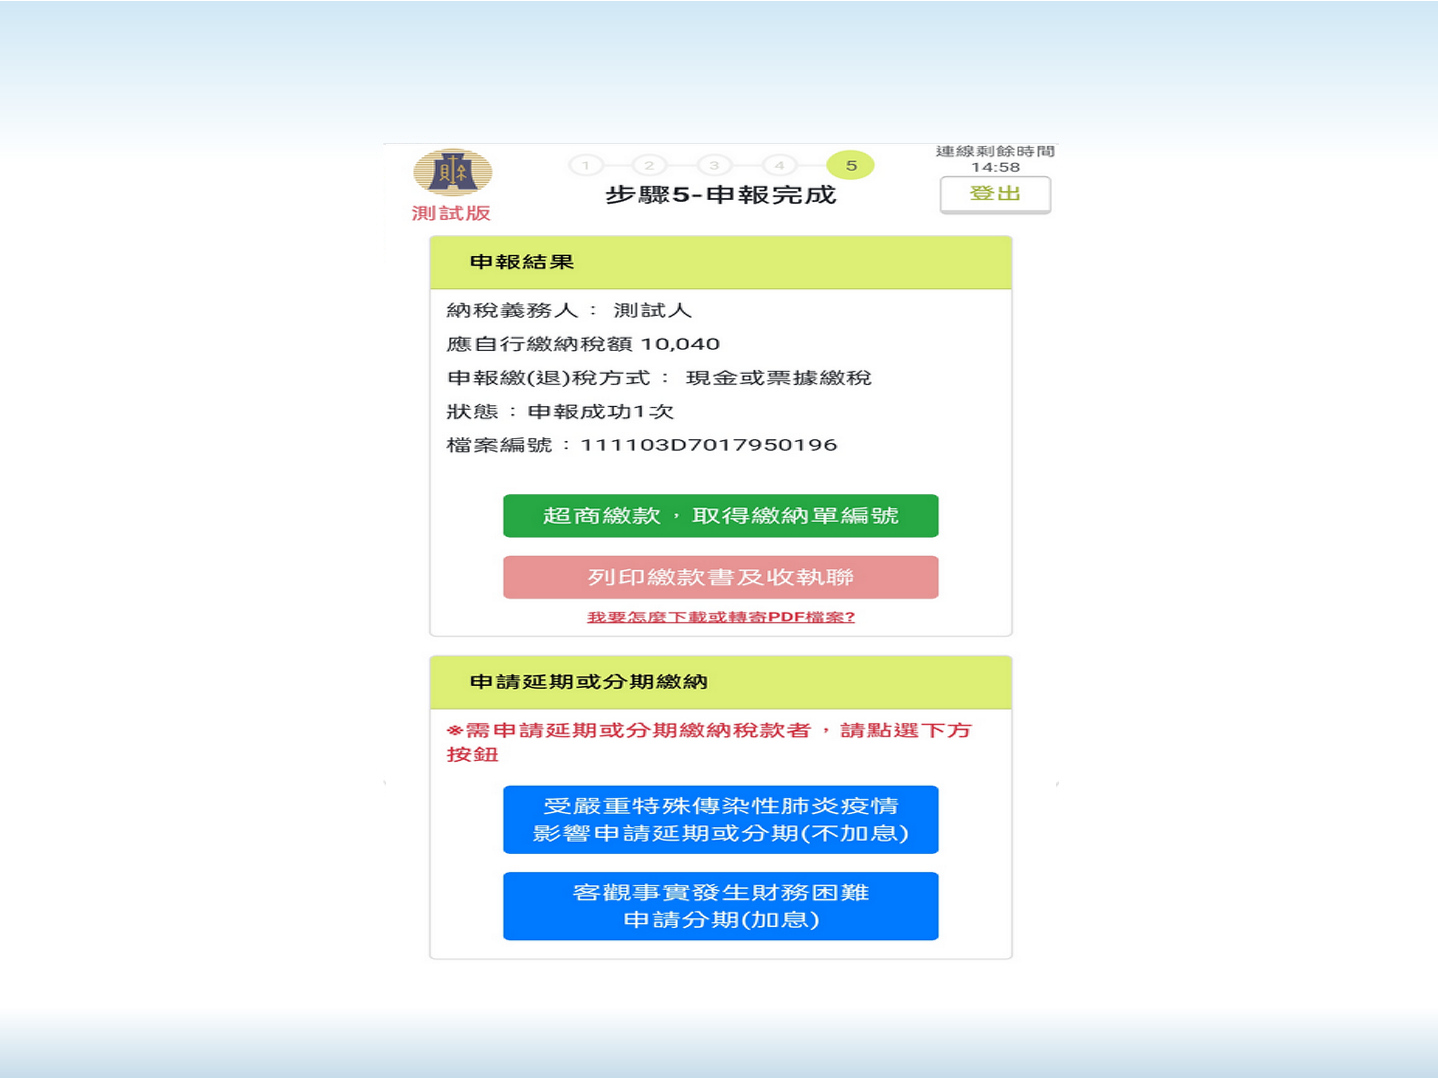 財
測試版
1 2 3 4 5
步驟5-申報完成
連線剩餘時間
14:58
登出
申報結果
納稅義務人： 測試人
應自行繳納稅額 10,040
申報繳(退)稅方式： 現金或票據繳稅
狀態：申報成功1次
檔案編號：111103D7017950196
超商繳款，取得繳納單編號
列印繳款書及收執聯
我要怎麼下載或轉寄PDF檔案?
申請延期或分期繳納
※需申請延期或分期繳納稅款者，請點選下方
按鈕
受嚴重特殊傳染性肺炎疫情
影響申請延期或分期(不加息)
客觀事實發生財務困難
申請分期(加息)